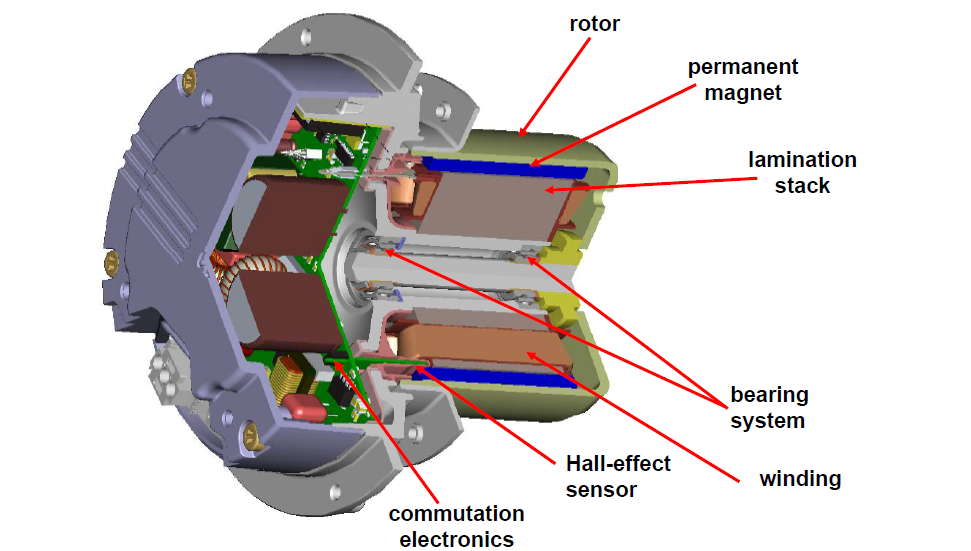 rotor
permanent
magnet
lamination
stack
bearing
system
Hall-effect
sensor
winding
commutation
electronics